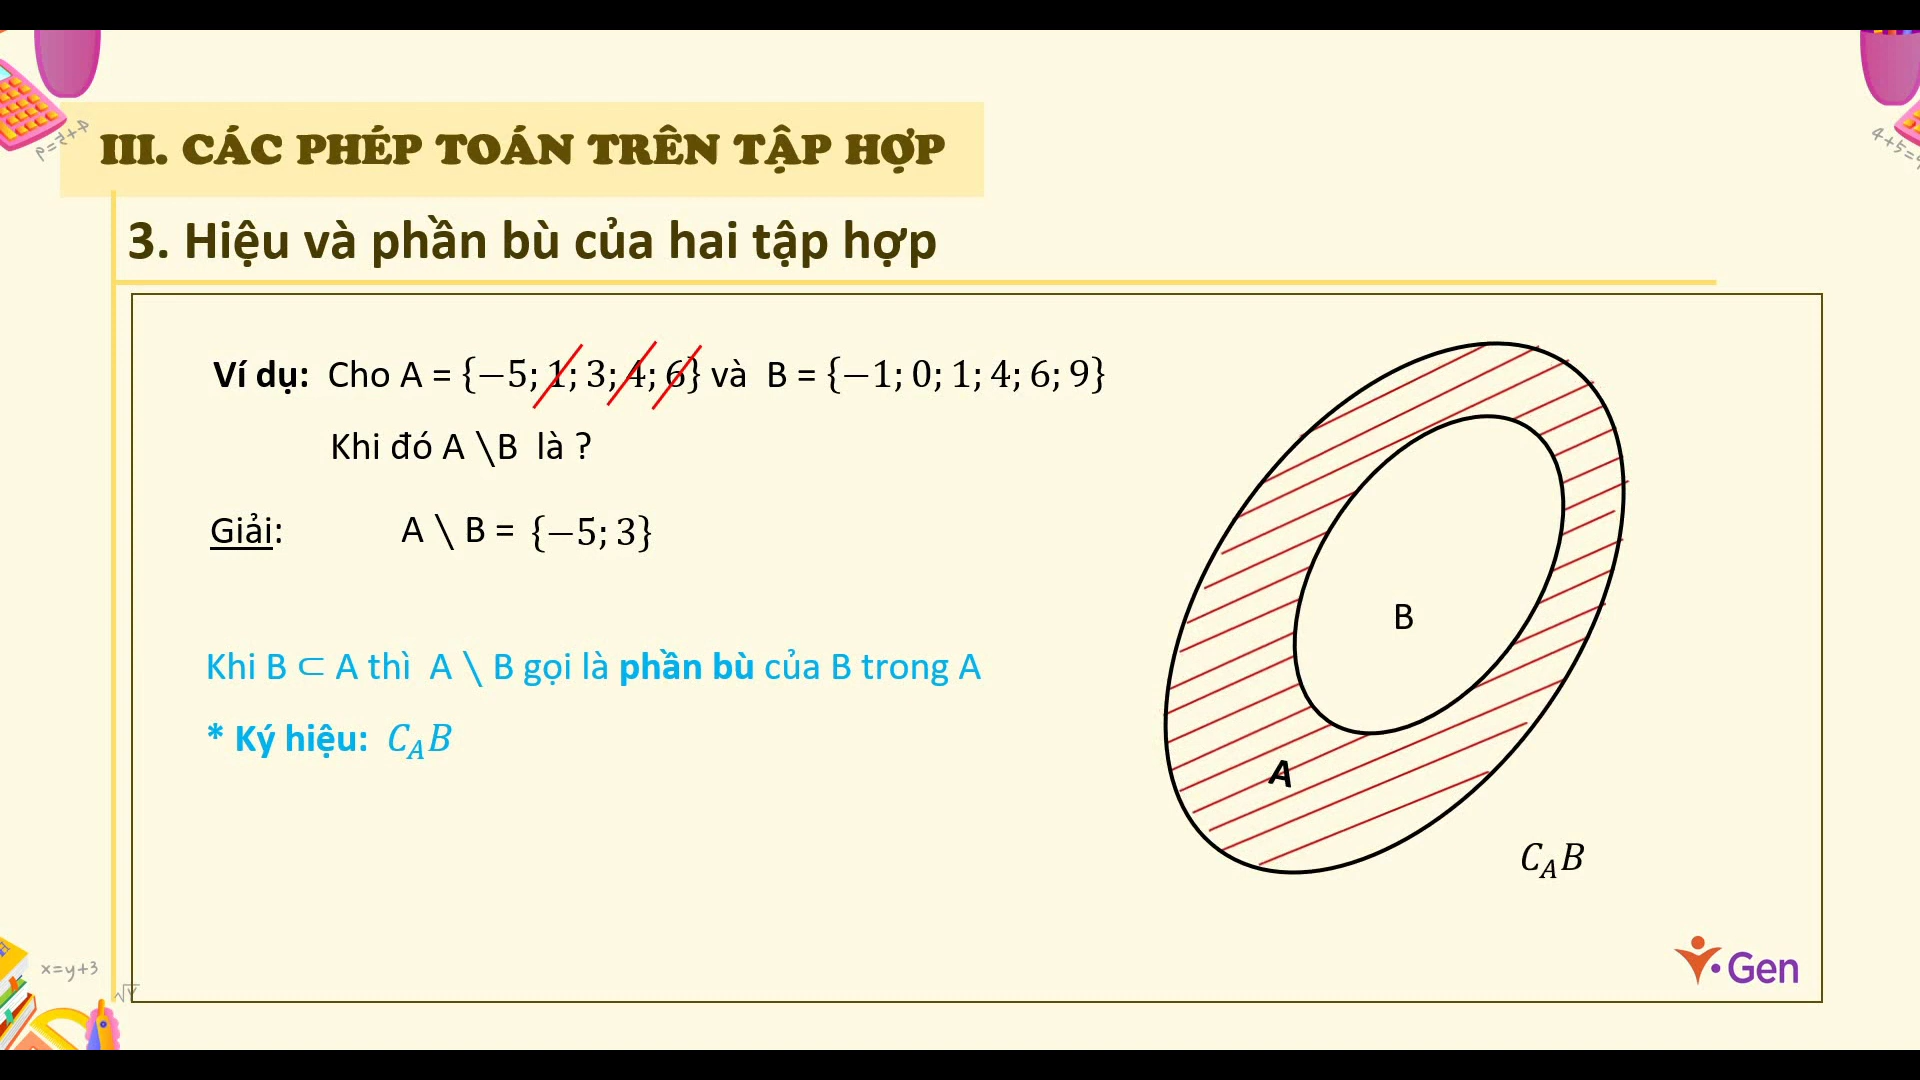 III. CÁC PHÉP TOÁN TRÊN TẬP HỢP
3. Hiệu và phần bù của hai tập hợp
Ví dụ: Cho A = {−5; 1; 3; 4; 6} và B = {−1; 0; 1; 4; 6; 9}
Khi đó A \B là ?
Giải: A \ B = {−5; 3}
Khi B ⊂ A thì A \ B gọi là phần bù của B trong A
* Ký hiệu: C_A B
B
A
C_A B
Gen
x=y+3